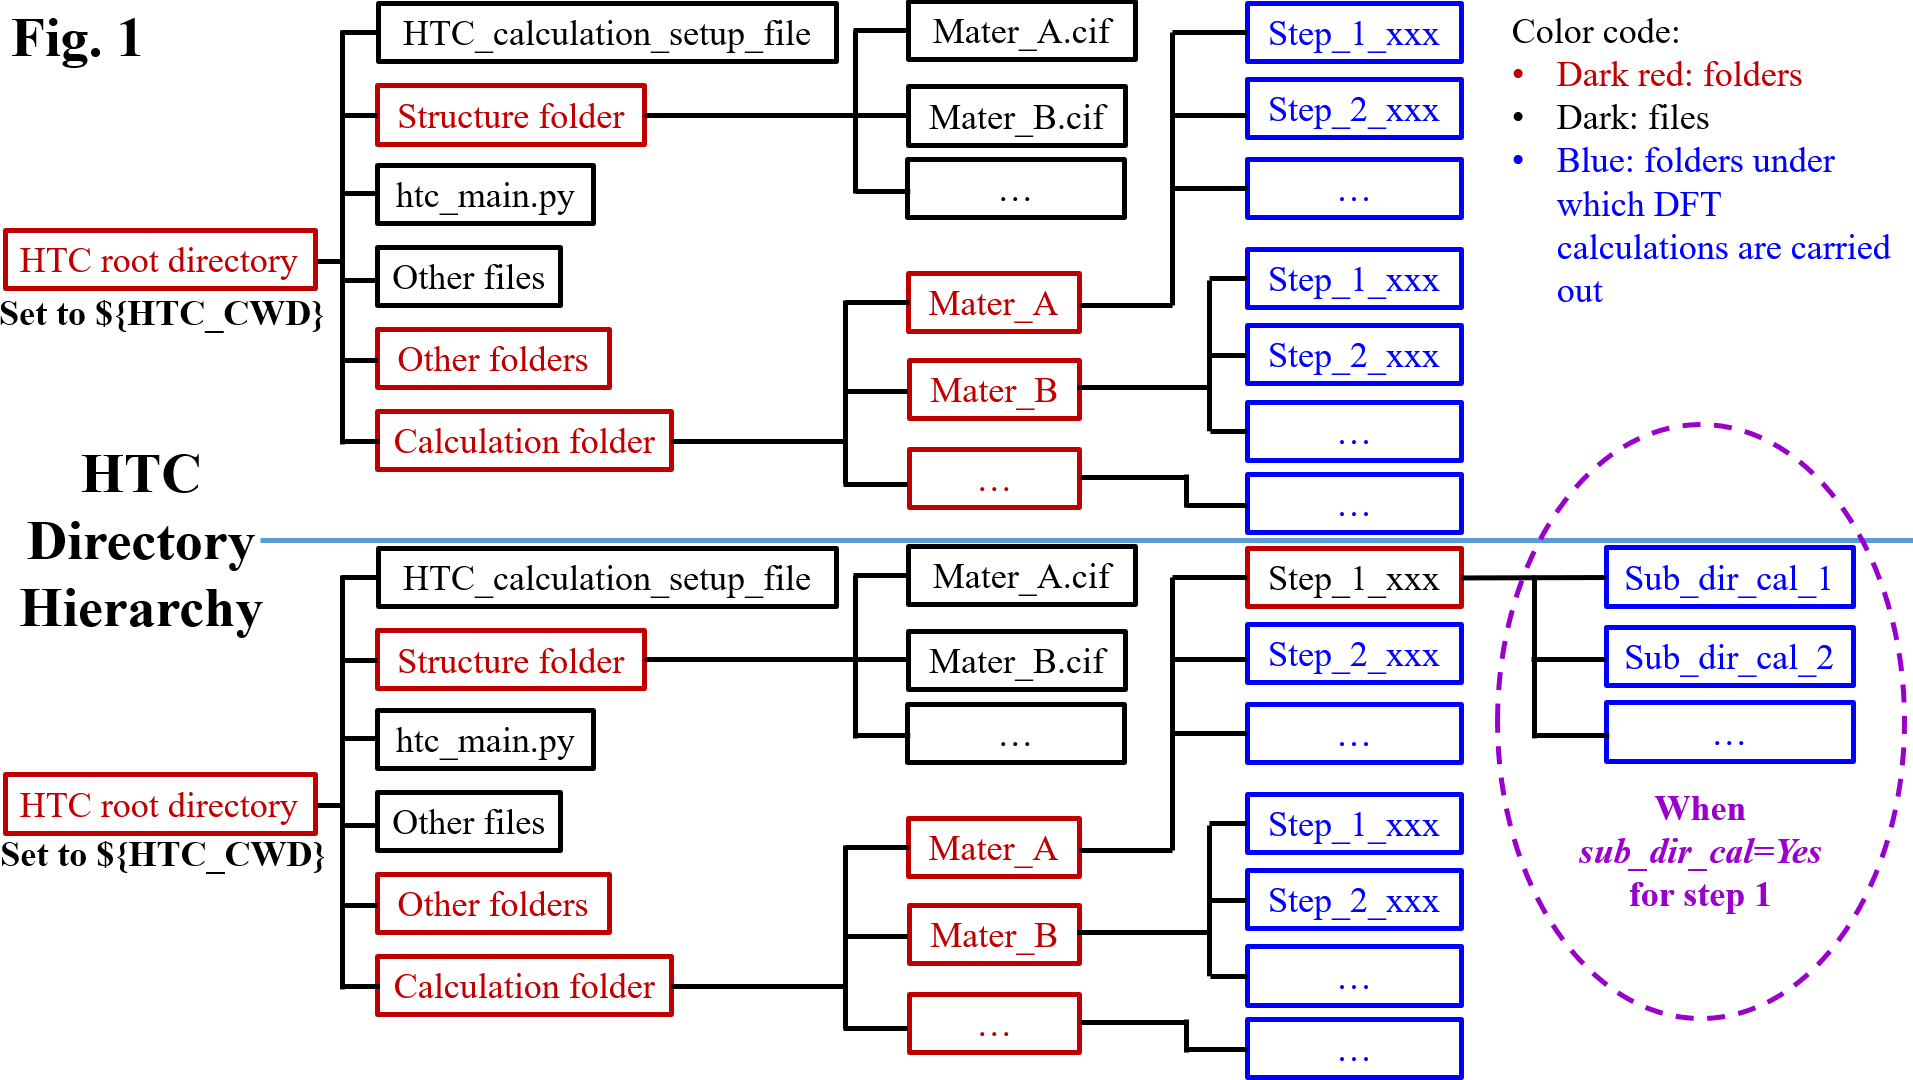 Fig. 1
HTC_calculation_setup_file
Structure folder
htc_main.py
HTC root directory
Set to ${HTC_CWD}
Other files
Other folders
Calculation folder
Mater_A.cif
Mater_B.cif
…
Mater_A
Mater_B
…
Step_1_xxx
Step_2_xxx
…
Step_1_xxx
Step_2_xxx
…
…
Color code:
• Dark red: folders
• Dark: files
• Blue: folders under
which DFT
calculations are carried
out
HTC
Directory
Hierarchy
HTC_calculation_setup_file
Structure folder
htc_main.py
HTC root directory
Set to ${HTC_CWD}
Other files
Other folders
Calculation folder
Mater_A.cif
Mater_B.cif
…
Mater_A
Mater_B
…
Step_1_xxx
Step_2_xxx
…
Step_1_xxx
Step_2_xxx
…
…
Sub_dir_cal_1
Sub_dir_cal_2
…
When
sub_dir_cal=Yes
for step 1